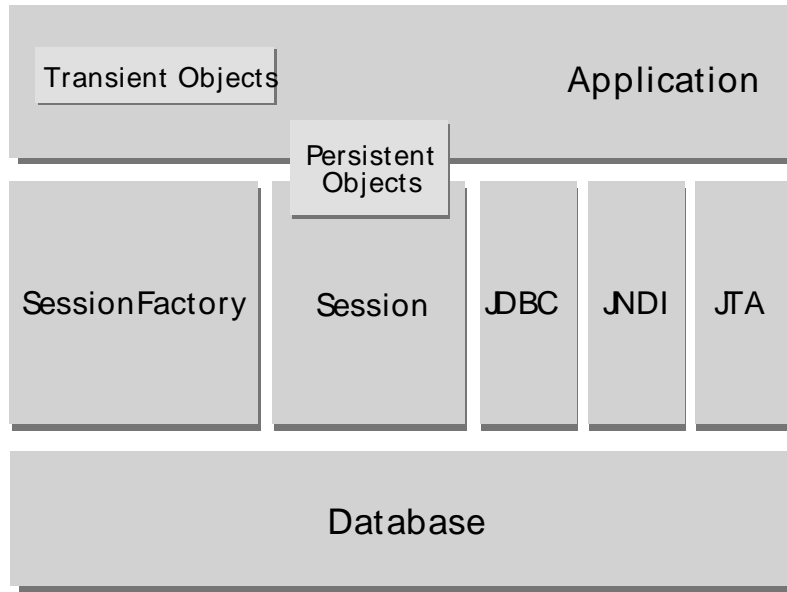 Transient Objects
Application
Persistent
Objects
SessionFactory
Session
JDBC
JNDI
JTA
Database